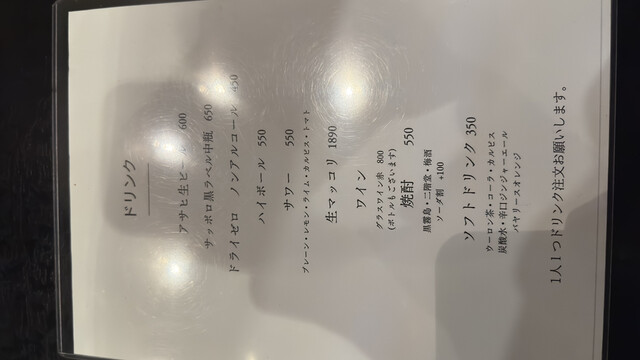 ドリンク
アサヒ生ビール 600
サッポロ黒ラベル中瓶 650
ドライゼロ ノンアルコール 450
ハイボール 550
サワー 550
プレーン・レモン・ライム・カルピス・トマト
生マッコリ 1890
ワイン
グラスワイン赤 800
(ボトルもございます)
焼酎 550
黒霧島・二階堂・梅酒
ソーダ割 +100
ソフトドリンク 350
ウーロン茶・コーラ・カルピス
炭酸水・辛口ジンジャーエール
バヤリースオレンジ
1人1つドリンク注文お願いします。